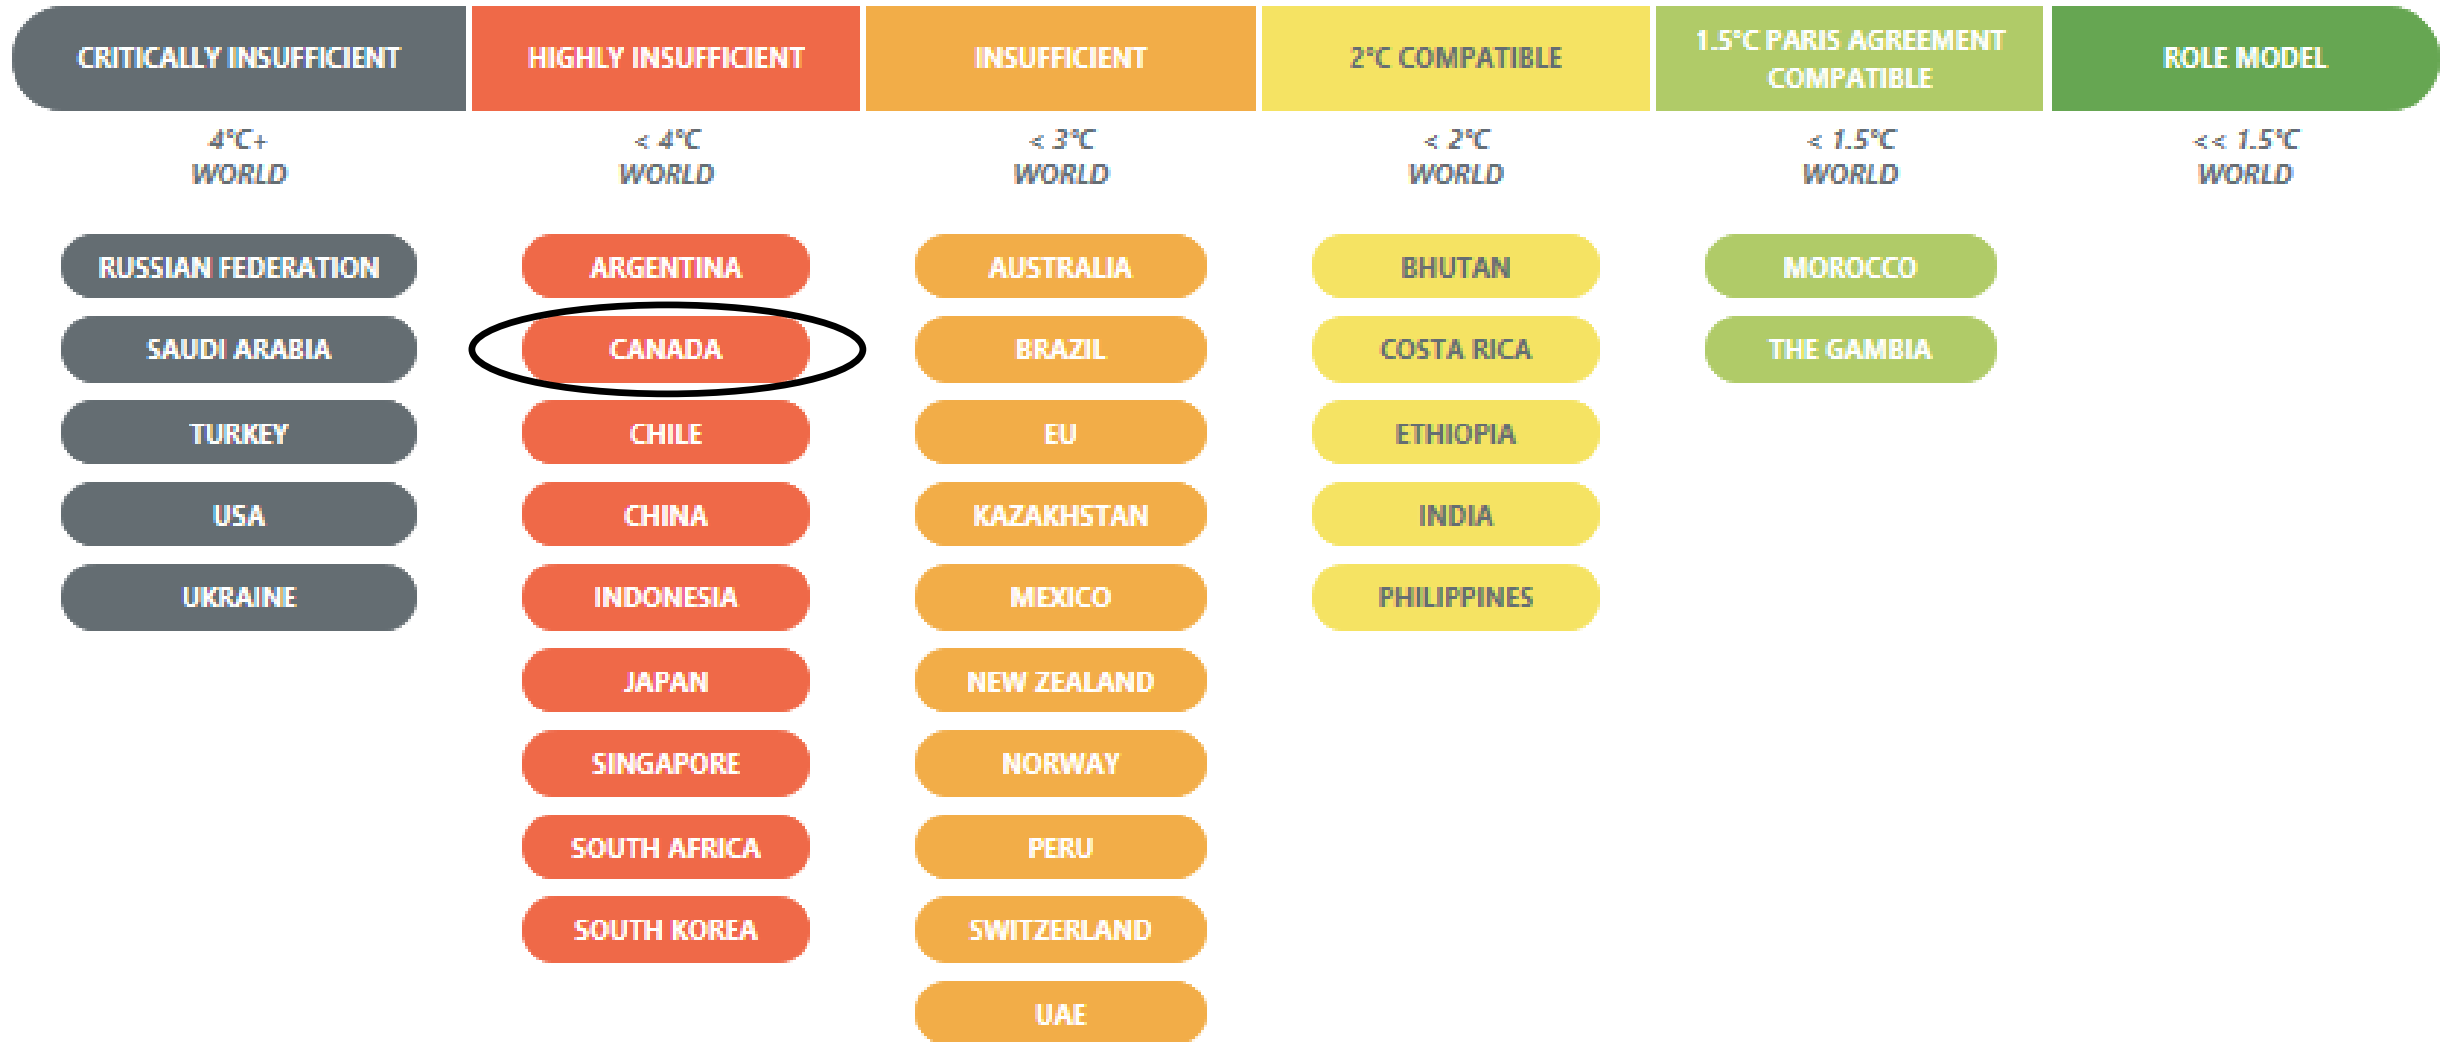 CRITICALLY INSUFFICIENT
4°C+
WORLD
RUSSIAN FEDERATION
SAUDI ARABIA
TURKEY
USA
UKRAINE
HIGHLY INSUFFICIENT
< 4°C
WORLD
ARGENTINA
CANADA
CHILE
CHINA
INDONESIA
JAPAN
SINGAPORE
SOUTH AFRICA
SOUTH KOREA
INSUFFICIENT
< 3°C
WORLD
AUSTRALIA
BRAZIL
EU
KAZAKHSTAN
MEXICO
NEW ZEALAND
NORWAY
PERU
SWITZERLAND
UAE
2°C COMPATIBLE
< 2°C
WORLD
BHUTAN
COSTA RICA
ETHIOPIA
INDIA
PHILIPPINES
1.5°C PARIS AGREEMENT
COMPATIBLE
< 1.5°C
WORLD
MOROCCO
THE GAMBIA
ROLE MODEL
<< 1.5°C
WORLD